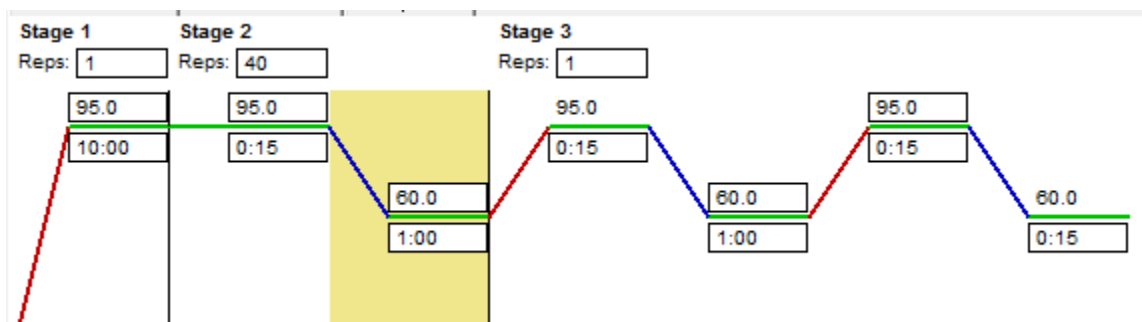 Stage 1 Stage 2 Stage 3
Reps: 1 Reps: 40 Reps: 1
95.0 95.0 95.0 95.0
10:00 0:15 0:15 0:15
60.0 60.0 60.0
1:00 1:00 0:15